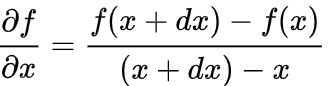 ∂f/∂x = (f(x + dx) − f(x))/((x + dx) − x)